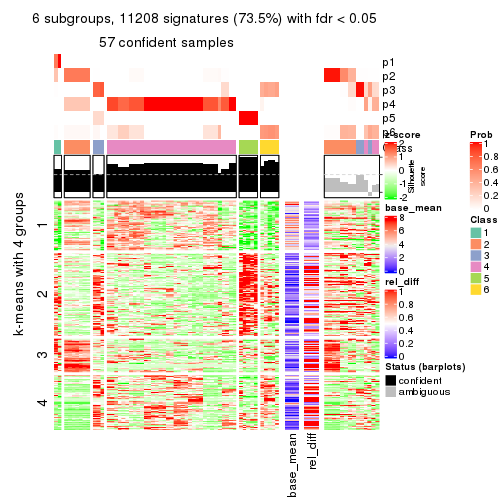 6 subgroups, 11208 signatures (73.5%) with fdr < 0.05
57 confident samples
p1
p2
p3
p4
p5
p6
Class
k-means with 4 groups
1
2
3
4
base_mean
rel_diff
Silhouette
score
z-score
2
1
0
-1
-2
base_mean
8
6
4
2
0
rel_diff
1
0.8
0.6
0.4
0.2
0
Status (barplots)
confident
ambiguous
Prob
1
0.8
0.6
0.4
0.2
0
Class
1
2
3
4
5
6